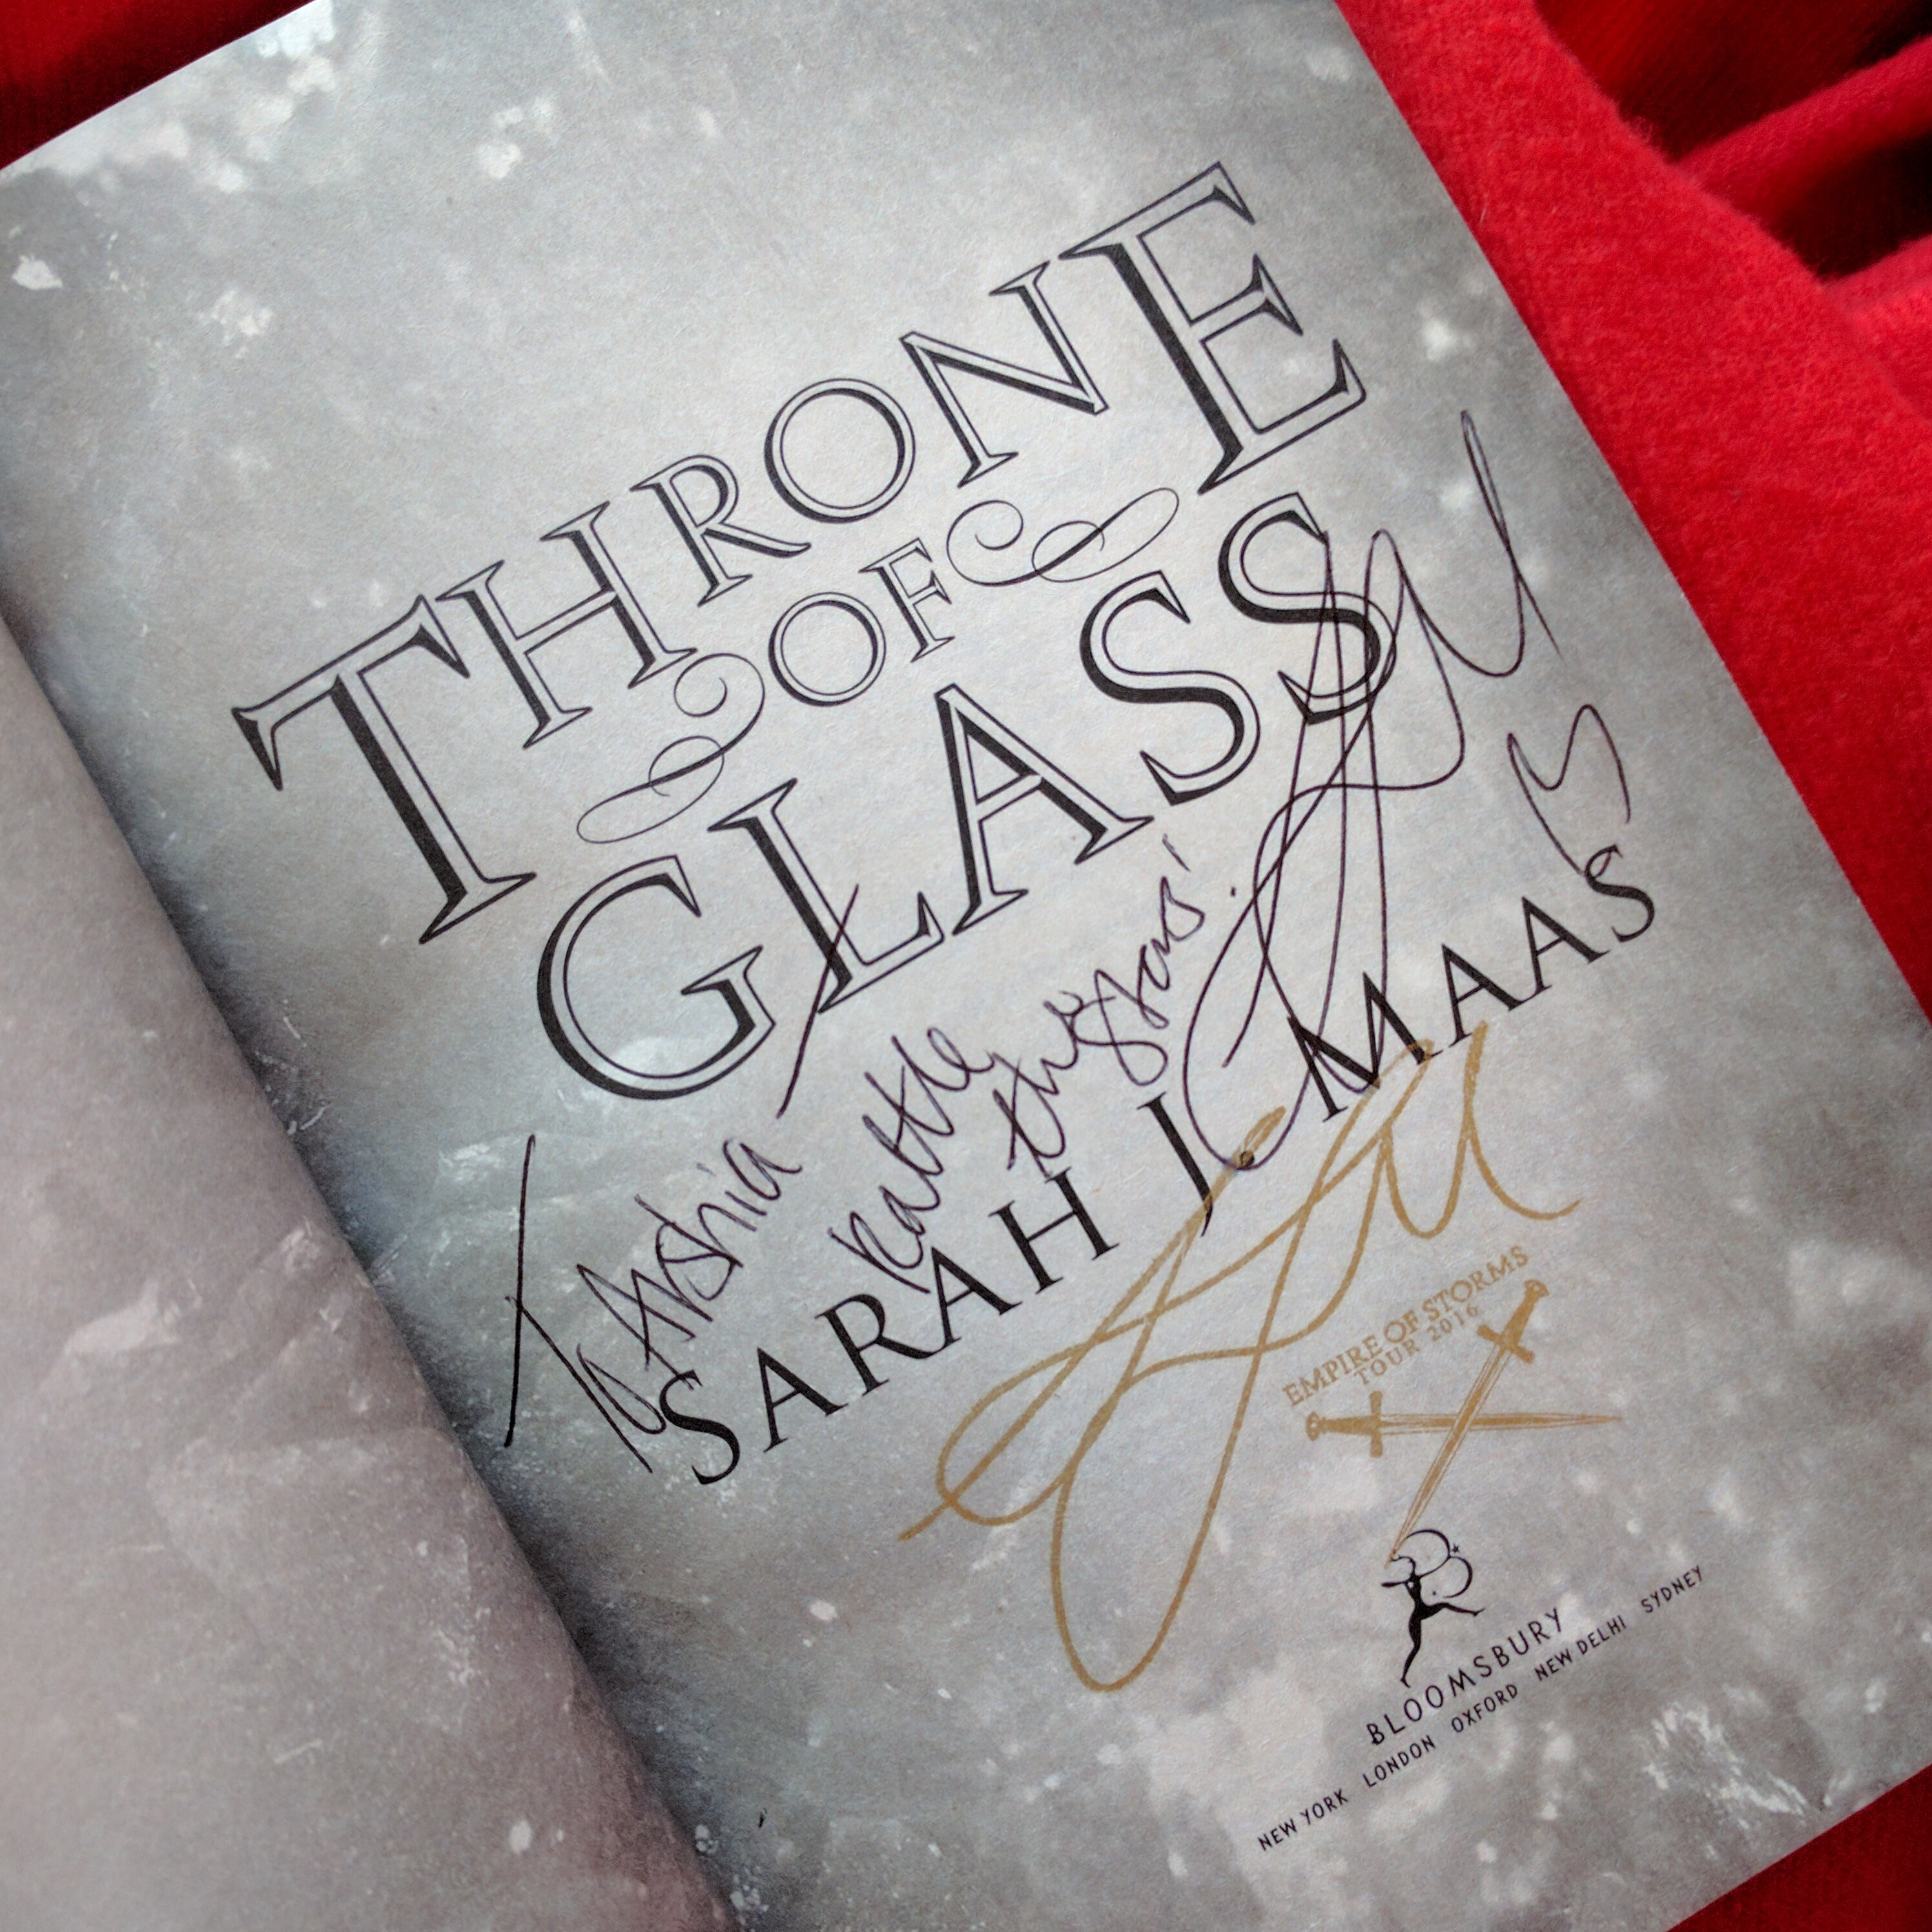 THRONE
OF
GLASS
To Arshia -
Rattle
the stars!
SARAH J. MAAS
EMPIRE OF STORMS
TOUR 2016
B
BLOOMSBURY
NEW YORK LONDON OXFORD NEW DELHI SYDNEY